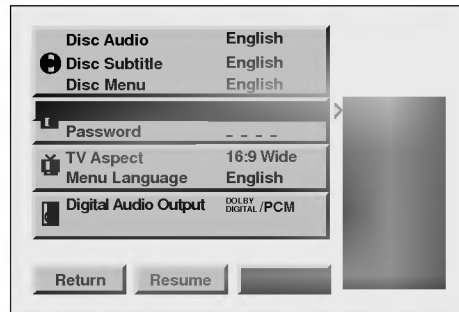 Disc Audio English
Disc Subtitle English
Disc Menu English
Password _ _ _ _
TV Aspect 16:9 Wide
Menu Language English
Digital Audio Output DOLBY DIGITAL /PCM
Return Resume